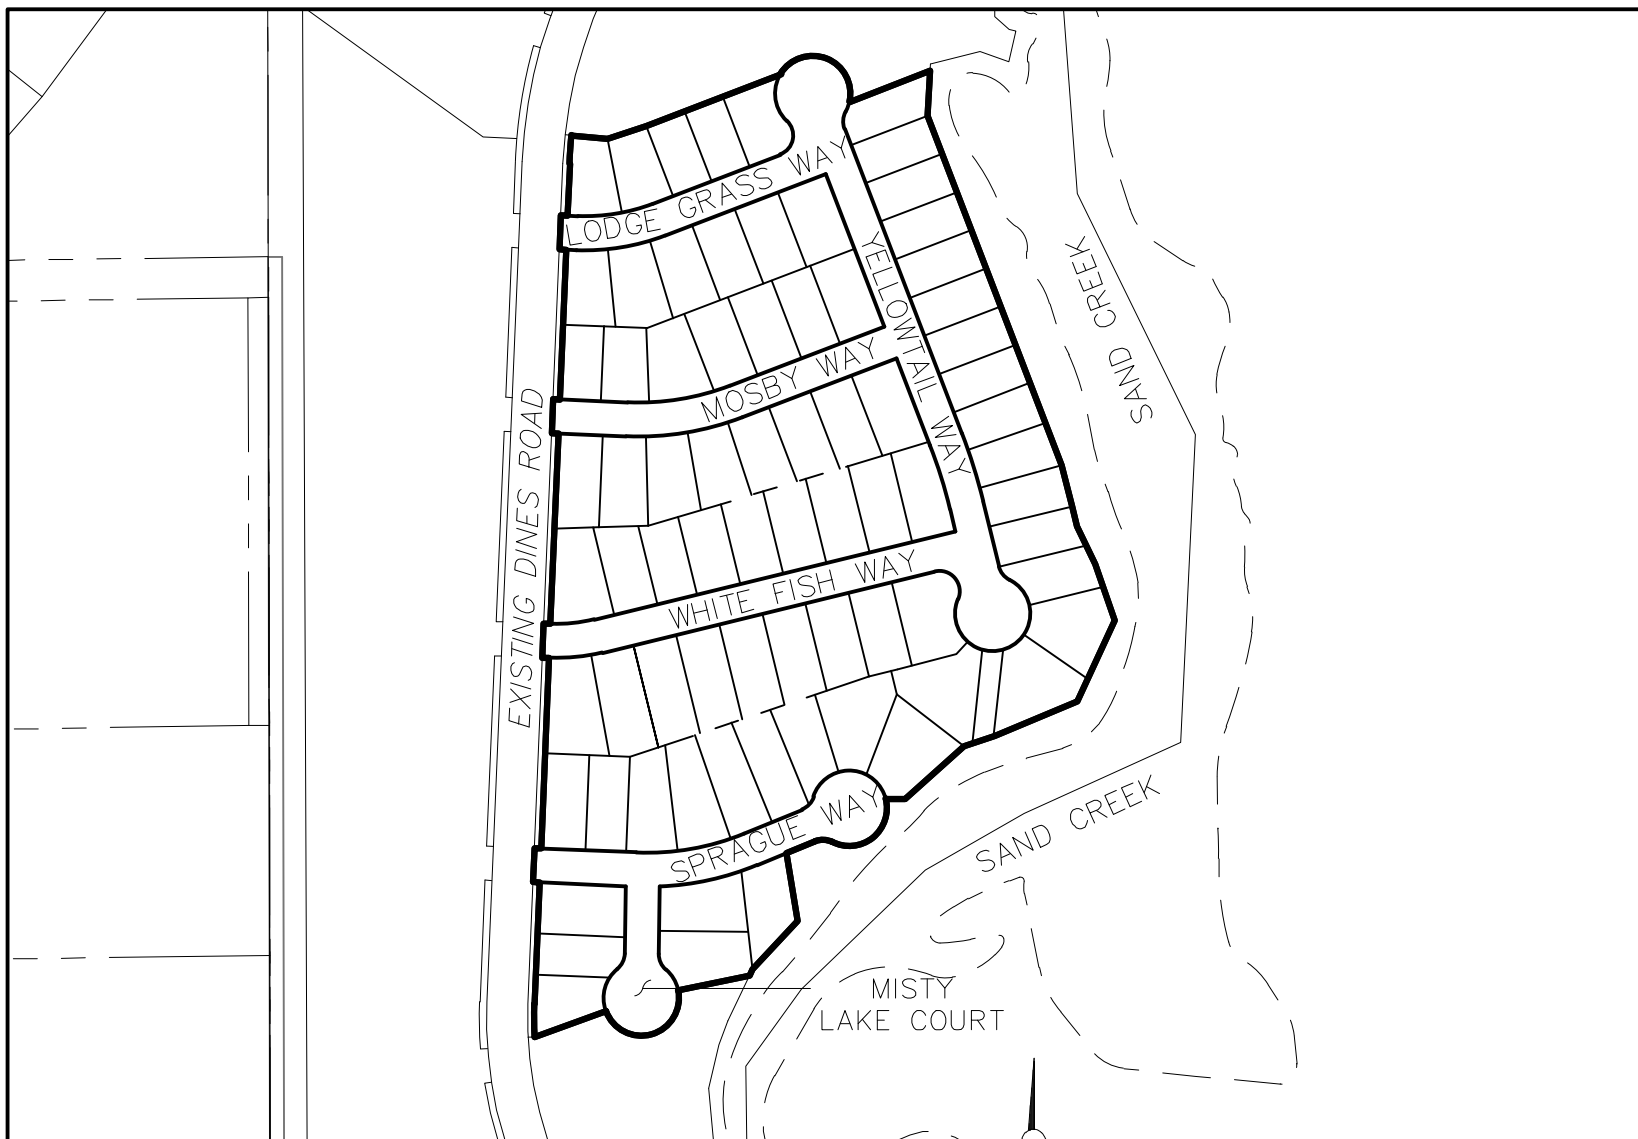 LODGE GRASS WAY
YELLOWTAIL WAY
SAND CREEK
MOSBY WAY
EXISTING DINES ROAD
WHITE FISH WAY
SPRAGUE WAY
SAND CREEK
MISTY
LAKE COURT